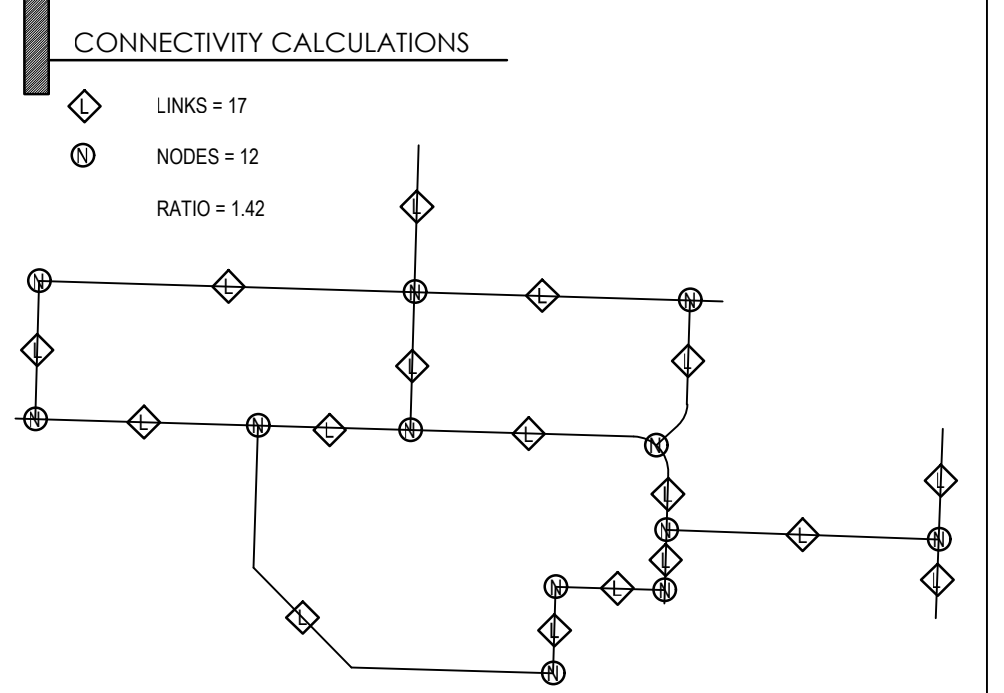 CONNECTIVITY CALCULATIONS
L LINKS = 17
N NODES = 12
RATIO = 1.42
L
N L N L N
L L L
N L N L N L N
L L
N L N
L L
N L N
L L
N